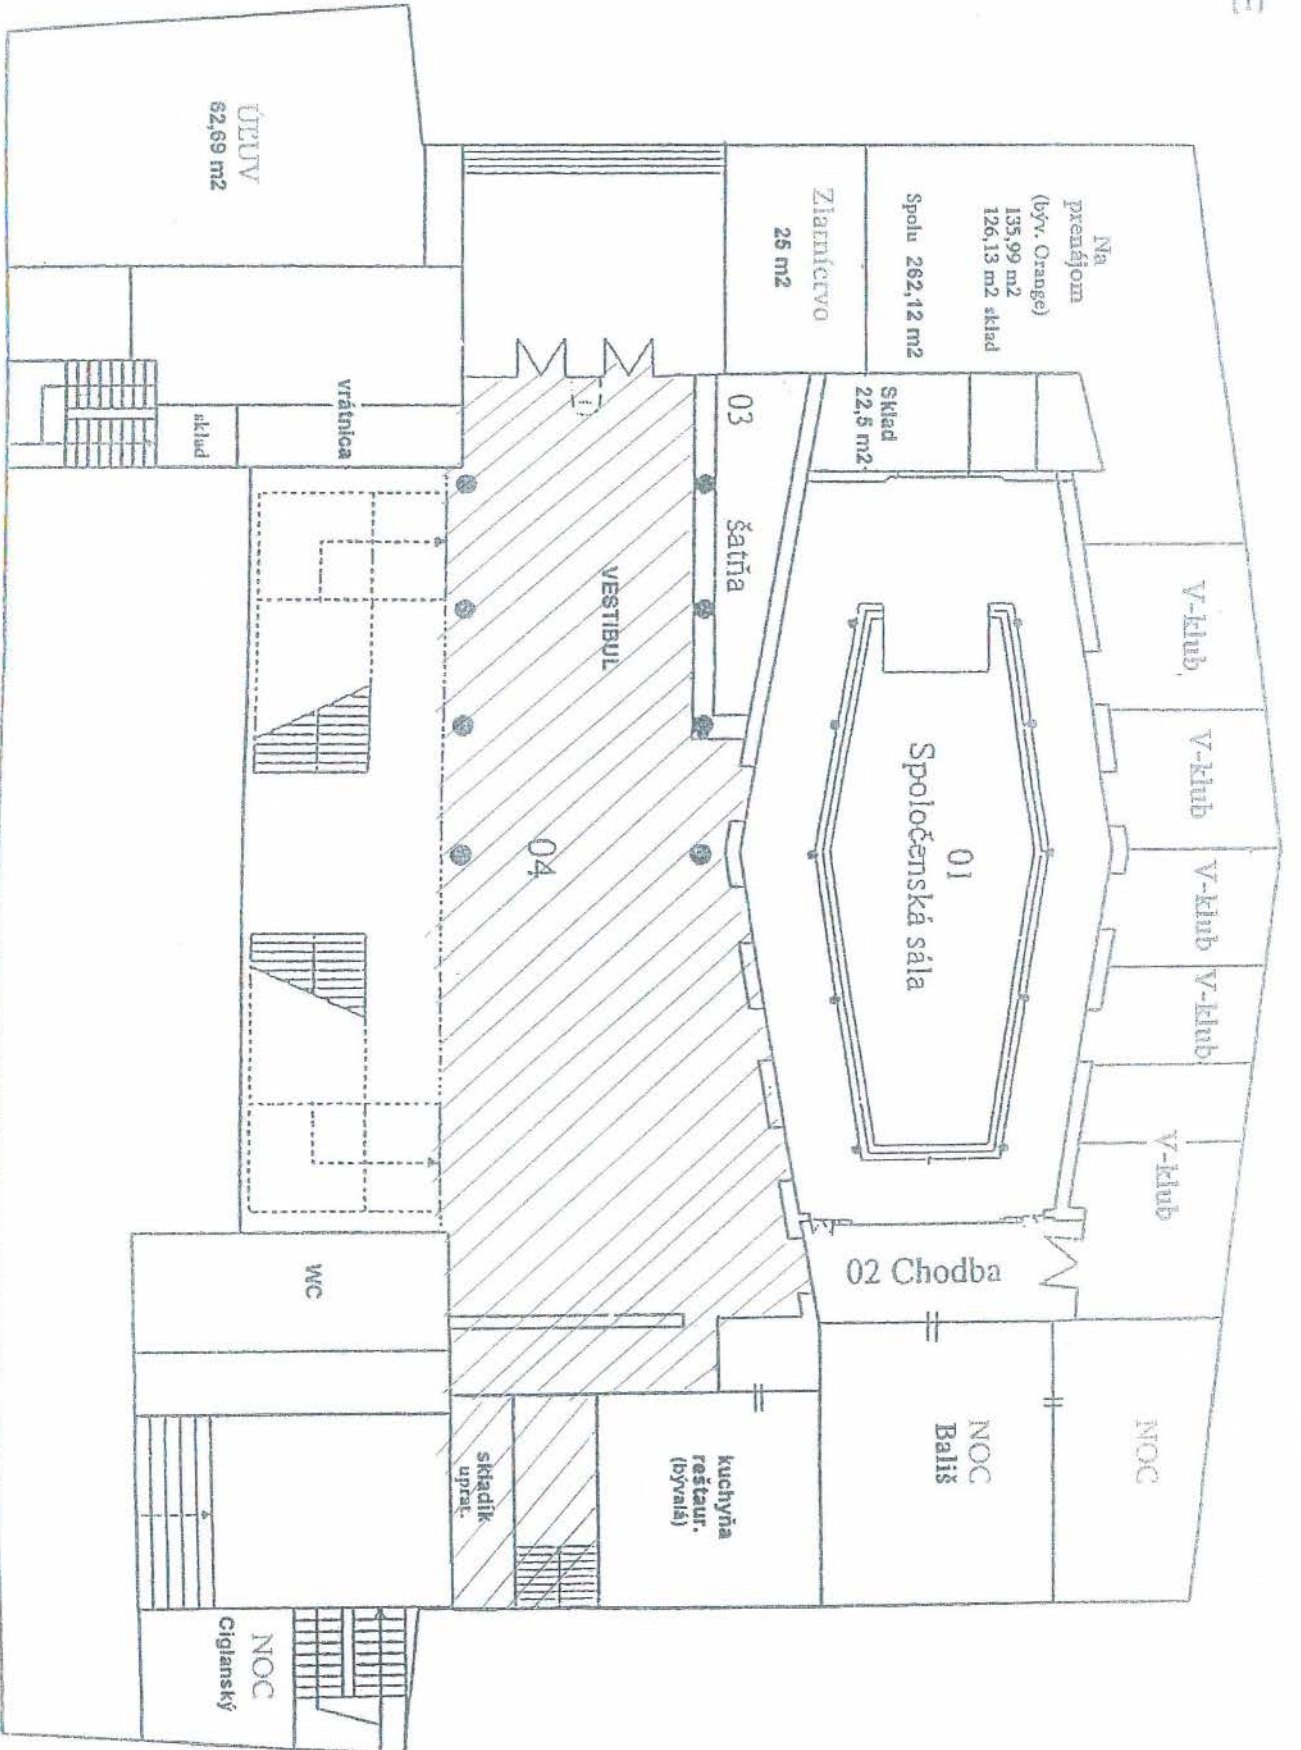 E
ÚĽUV
62,69 m2
Na
prenájom
(býv. Orange)
135,99 m2
126,13 m2 sklad
Spolu 262,12 m2
Zlatníctvo
25 m2
Sklad
22,5 m2
03
šatňa
vrátnica
sklad
VESTIBUL
04
01
Spoločenská sála
V-klub
V-klub
V-klub
V-klub
V-klub
02 Chodba
WC
NOC
NOC
Bališ
kuchyňa
reštaur.
(bývalá)
skladík
uprat.
NOC
Ciglanský